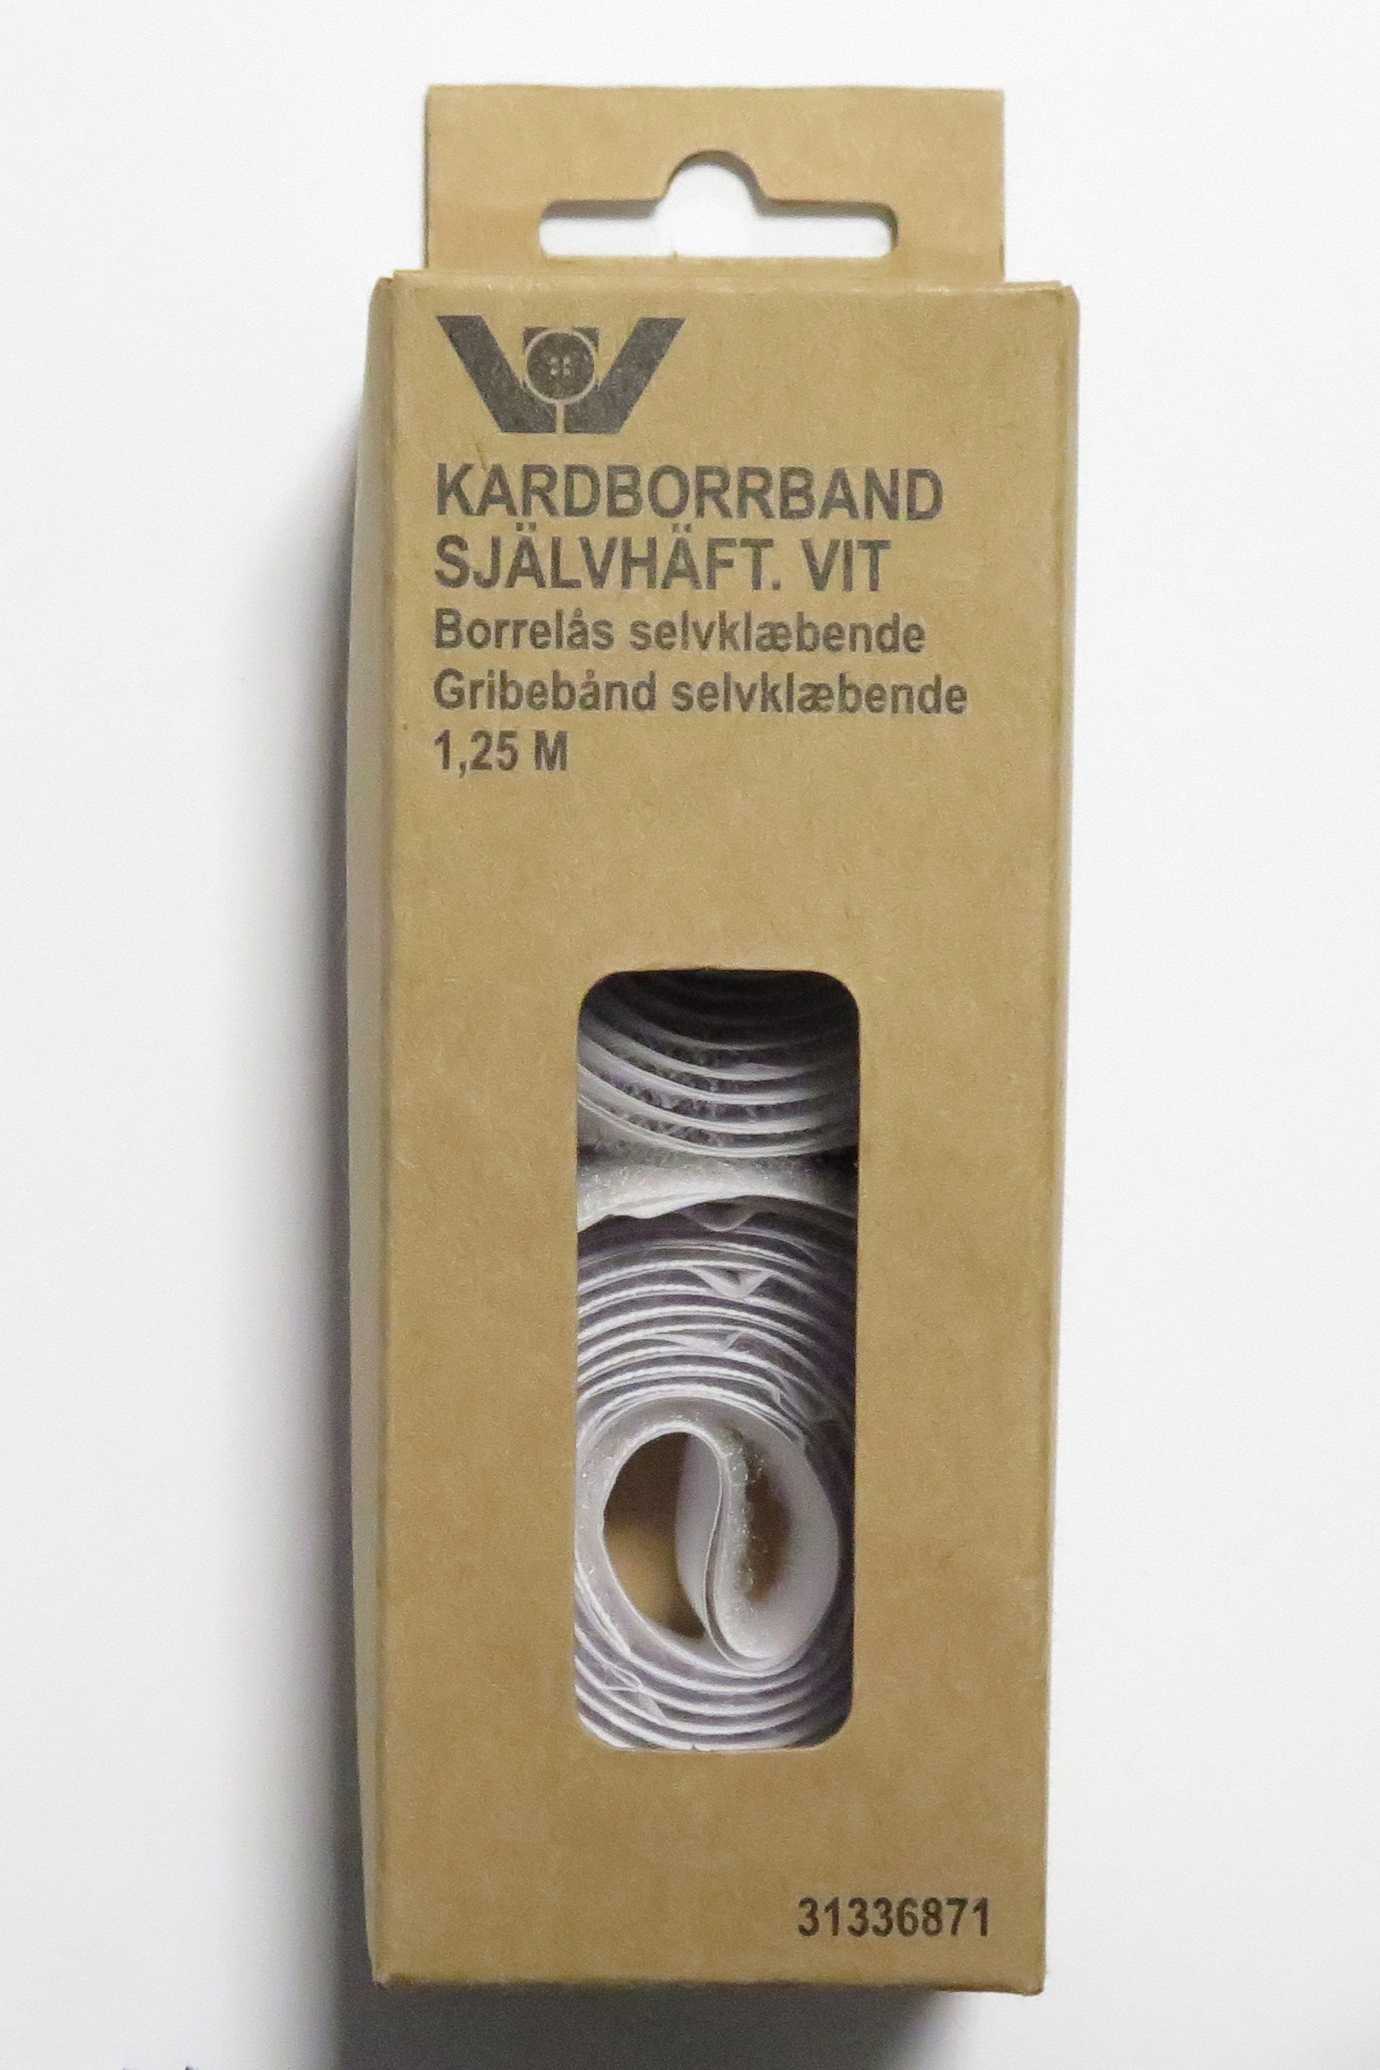 KARDBORRBAND
SJÄLVHÄFT. VIT
Borrelås selvklæbende
Gribebånd selvklæbende
1,25 M
31336871